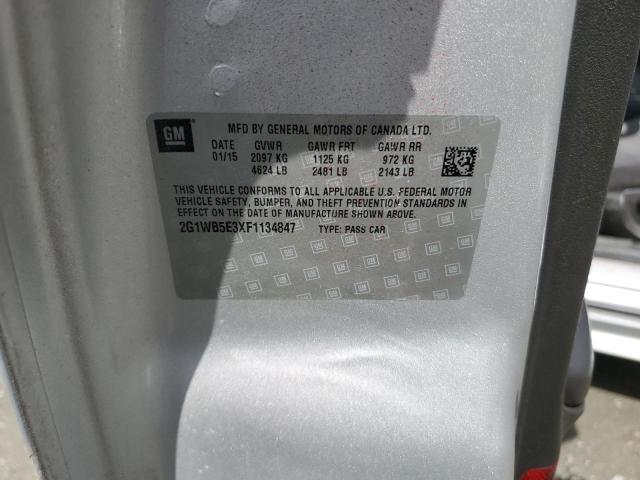 GM
MFD BY GENERAL MOTORS OF CANADA LTD.
DATE GVWR GAWR FRT GAWR RR
01/15 2097 KG 1125 KG 972 KG
4624 LB 2481 LB 2143 LB
THIS VEHICLE CONFORMS TO ALL APPLICABLE U.S. FEDERAL MOTOR
VEHICLE SAFETY, BUMPER, AND THEFT PREVENTION STANDARDS IN
EFFECT ON THE DATE OF MANUFACTURE SHOWN ABOVE.
2G1WB5E3XF1134847 TYPE: PASS CAR